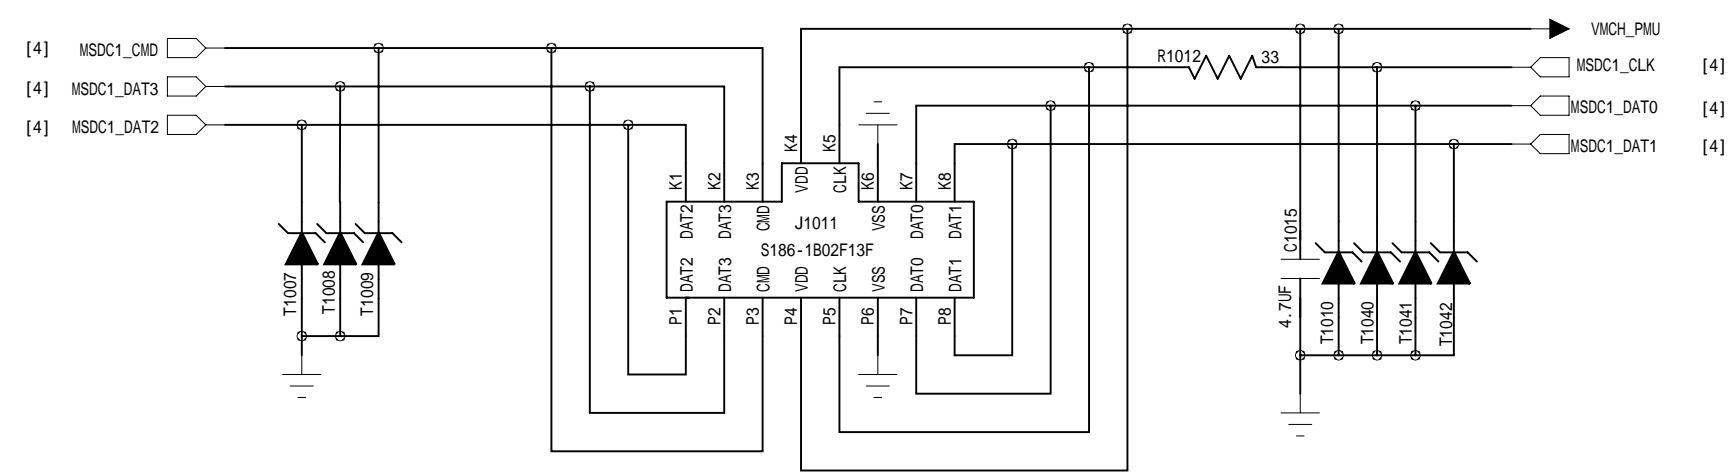 [4] MSDC1_CMD
[4] MSDC1_DAT3
[4] MSDC1_DAT2
VMCH_PMU
R1012 33
MSDC1_CLK [4]
MSDC1_DAT0 [4]
MSDC1_DAT1 [4]
K1 K2 K3 K4 K5 K6 K7 K8
DAT2 DAT3 CMD VDD CLK VSS DAT0 DAT1
J1011
S186-1B02F13F
DAT2 DAT3 CMD VDD CLK VSS DAT0 DAT1
P1 P2 P3 P4 P5 P6 P7 P8
T1007 T1008 T1009
C1015
4.7UF
T1010 T1040 T1041 T1042